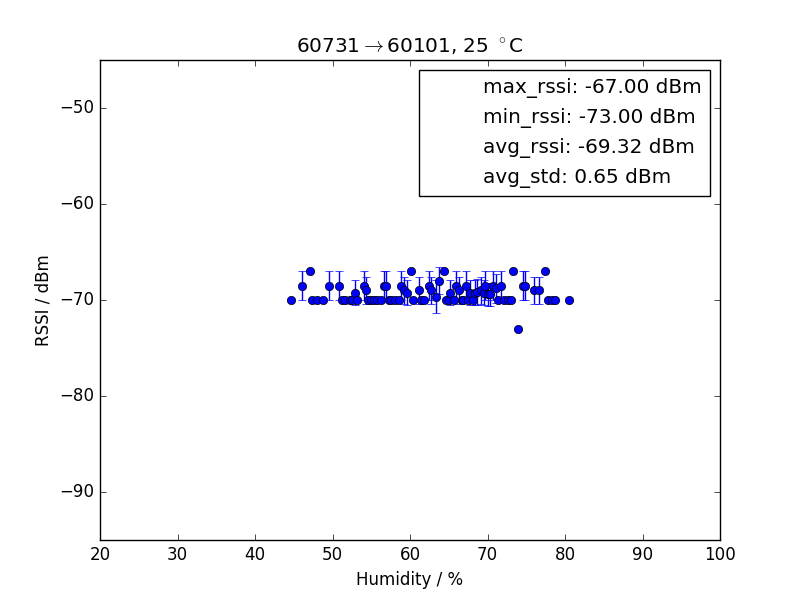 60731→60101, 25 °C
max_rssi: -67.00 dBm
min_rssi: -73.00 dBm
avg_rssi: -69.32 dBm
avg_std: 0.65 dBm
RSSI / dBm
−50
−60
−70
−80
−90
20 30 40 50 60 70 80 90 100
Humidity / %